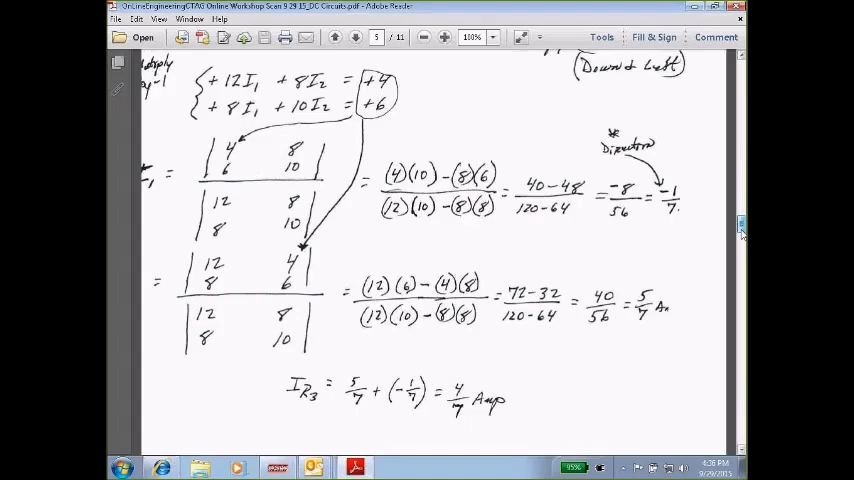 OnLineEngineeringCTAG Online Workshop Scan 9 29 15_DC Circuits.pdf - Adobe Reader
File Edit View Window Help
Open 5 / 11 100% Tools Fill & Sign Comment
(Down & Left)
+ 12I₁ + 8I₂ = +4
+ 8I₁ + 10I₂ = +6
* Direction
= | 4 8 | = (4)(10) - (8)(6) = 40-48 = -8 = -1
| 6 10 | (12)(10) - (8)(8) 120-64 56 7
| 12 8 |
| 8 10 |
= | 12 4 | = (12)(6) - (4)(8) = 72-32 = 40 = 5
| 8 6 | (12)(10) - (8)(8) 120-64 56 7
| 12 8 |
| 8 10 |
I_R₃ = 5/7 + (-1/7) = 4/7 Amp
95% 4:36 PM
9/29/2015